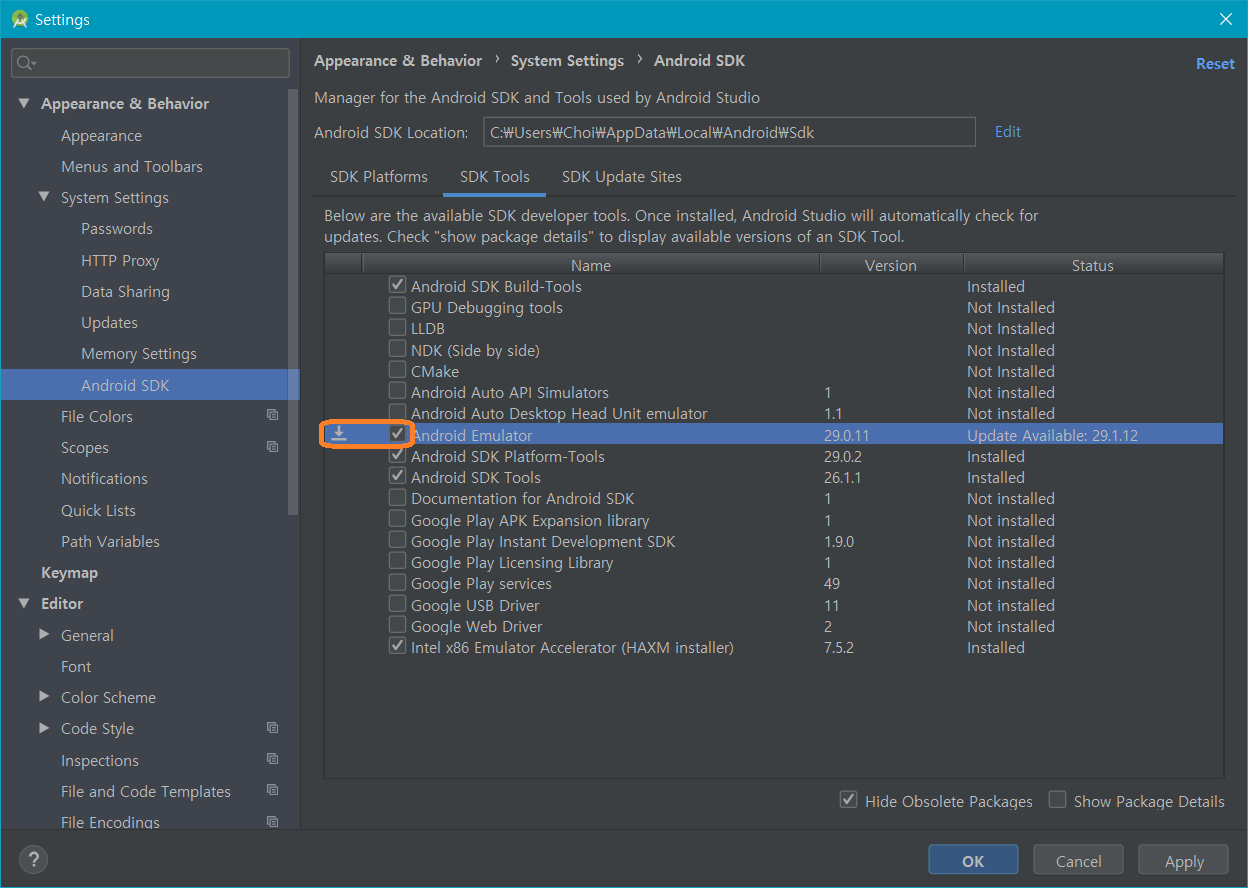 Settings
Appearance & Behavior
Appearance
Menus and Toolbars
System Settings
Passwords
HTTP Proxy
Data Sharing
Updates
Memory Settings
Android SDK
File Colors
Scopes
Notifications
Quick Lists
Path Variables
Keymap
Editor
General
Font
Color Scheme
Code Style
Inspections
File and Code Templates
File Encodings
Appearance & Behavior › System Settings › Android SDK
Reset
Manager for the Android SDK and Tools used by Android Studio
Android SDK Location: C:₩Users₩Choi₩AppData₩Local₩Android₩Sdk Edit
SDK Platforms SDK Tools SDK Update Sites
Below are the available SDK developer tools. Once installed, Android Studio will automatically check for
updates. Check "show package details" to display available versions of an SDK Tool.
Name Version Status
Android SDK Build-Tools Installed
GPU Debugging tools Not Installed
LLDB Not Installed
NDK (Side by side) Not Installed
CMake Not Installed
Android Auto API Simulators 1 Not installed
Android Auto Desktop Head Unit emulator 1.1 Not installed
Android Emulator 29.0.11 Update Available: 29.1.12
Android SDK Platform-Tools 29.0.2 Installed
Android SDK Tools 26.1.1 Installed
Documentation for Android SDK 1 Not installed
Google Play APK Expansion library 1 Not installed
Google Play Instant Development SDK 1.9.0 Not installed
Google Play Licensing Library 1 Not installed
Google Play services 49 Not installed
Google USB Driver 11 Not installed
Google Web Driver 2 Not installed
Intel x86 Emulator Accelerator (HAXM installer) 7.5.2 Installed
Hide Obsolete Packages Show Package Details
? OK Cancel Apply